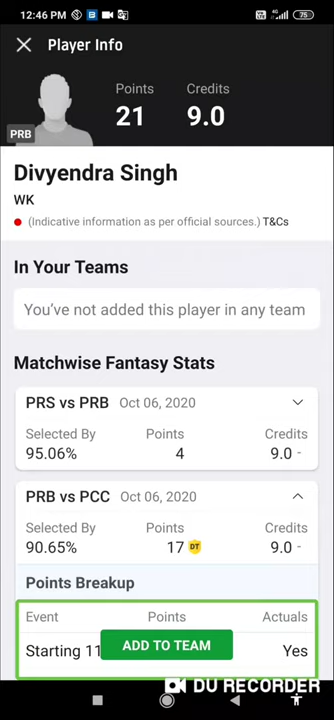 12:46 PM
4G 75
Player Info
Points Credits
21 9.0
PRB
Divyendra Singh
WK
(Indicative information as per official sources.) T&Cs
In Your Teams
You've not added this player in any team
Matchwise Fantasy Stats
PRS vs PRB Oct 06, 2020
Selected By Points Credits
95.06% 4 9.0 -
PRB vs PCC Oct 06, 2020
Selected By Points Credits
90.65% 17 DT 9.0 -
Points Breakup
Event Points Actuals
Starting 11 ADD TO TEAM Yes
DU RECORDER